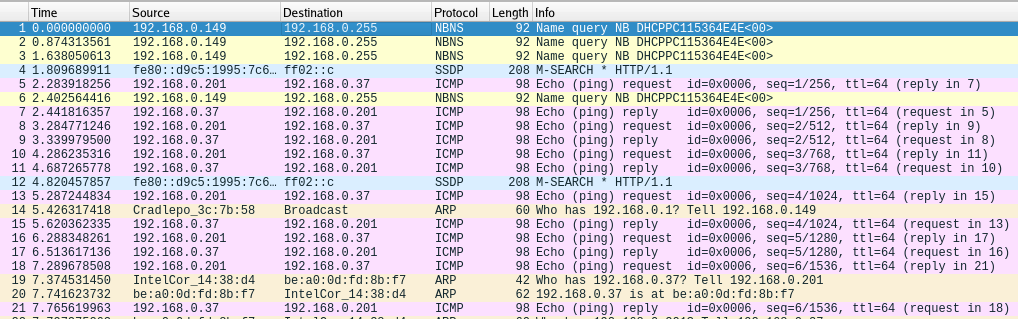 Time Source Destination Protocol Length Info
1 0.000000000 192.168.0.149 192.168.0.255 NBNS 92 Name query NB DHCPPC115364E4E<00>
2 0.874313561 192.168.0.149 192.168.0.255 NBNS 92 Name query NB DHCPPC115364E4E<00>
3 1.638050613 192.168.0.149 192.168.0.255 NBNS 92 Name query NB DHCPPC115364E4E<00>
4 1.809689911 fe80::d9c5:1995:7c6… ff02::c SSDP 208 M-SEARCH * HTTP/1.1
5 2.283918256 192.168.0.201 192.168.0.37 ICMP 98 Echo (ping) request id=0x0006, seq=1/256, ttl=64 (reply in 7)
6 2.402564416 192.168.0.149 192.168.0.255 NBNS 92 Name query NB DHCPPC115364E4E<00>
7 2.441816357 192.168.0.37 192.168.0.201 ICMP 98 Echo (ping) reply id=0x0006, seq=1/256, ttl=64 (request in 5)
8 3.284771246 192.168.0.201 192.168.0.37 ICMP 98 Echo (ping) request id=0x0006, seq=2/512, ttl=64 (reply in 9)
9 3.339979500 192.168.0.37 192.168.0.201 ICMP 98 Echo (ping) reply id=0x0006, seq=2/512, ttl=64 (request in 8)
10 4.286235316 192.168.0.201 192.168.0.37 ICMP 98 Echo (ping) request id=0x0006, seq=3/768, ttl=64 (reply in 11)
11 4.687265778 192.168.0.37 192.168.0.201 ICMP 98 Echo (ping) reply id=0x0006, seq=3/768, ttl=64 (request in 10)
12 4.820457857 fe80::d9c5:1995:7c6… ff02::c SSDP 208 M-SEARCH * HTTP/1.1
13 5.287244834 192.168.0.201 192.168.0.37 ICMP 98 Echo (ping) request id=0x0006, seq=4/1024, ttl=64 (reply in 15)
14 5.426317418 Cradlepo_3c:7b:58 Broadcast ARP 60 Who has 192.168.0.1? Tell 192.168.0.149
15 5.620362335 192.168.0.37 192.168.0.201 ICMP 98 Echo (ping) reply id=0x0006, seq=4/1024, ttl=64 (request in 13)
16 6.288348261 192.168.0.201 192.168.0.37 ICMP 98 Echo (ping) request id=0x0006, seq=5/1280, ttl=64 (reply in 17)
17 6.513617136 192.168.0.37 192.168.0.201 ICMP 98 Echo (ping) reply id=0x0006, seq=5/1280, ttl=64 (request in 16)
18 7.289678508 192.168.0.201 192.168.0.37 ICMP 98 Echo (ping) request id=0x0006, seq=6/1536, ttl=64 (reply in 21)
19 7.374531450 IntelCor_14:38:d4 be:a0:0d:fd:8b:f7 ARP 42 Who has 192.168.0.37? Tell 192.168.0.201
20 7.741623732 be:a0:0d:fd:8b:f7 IntelCor_14:38:d4 ARP 62 192.168.0.37 is at be:a0:0d:fd:8b:f7
21 7.765619963 192.168.0.37 192.168.0.201 ICMP 98 Echo (ping) reply id=0x0006, seq=6/1536, ttl=64 (request in 18)